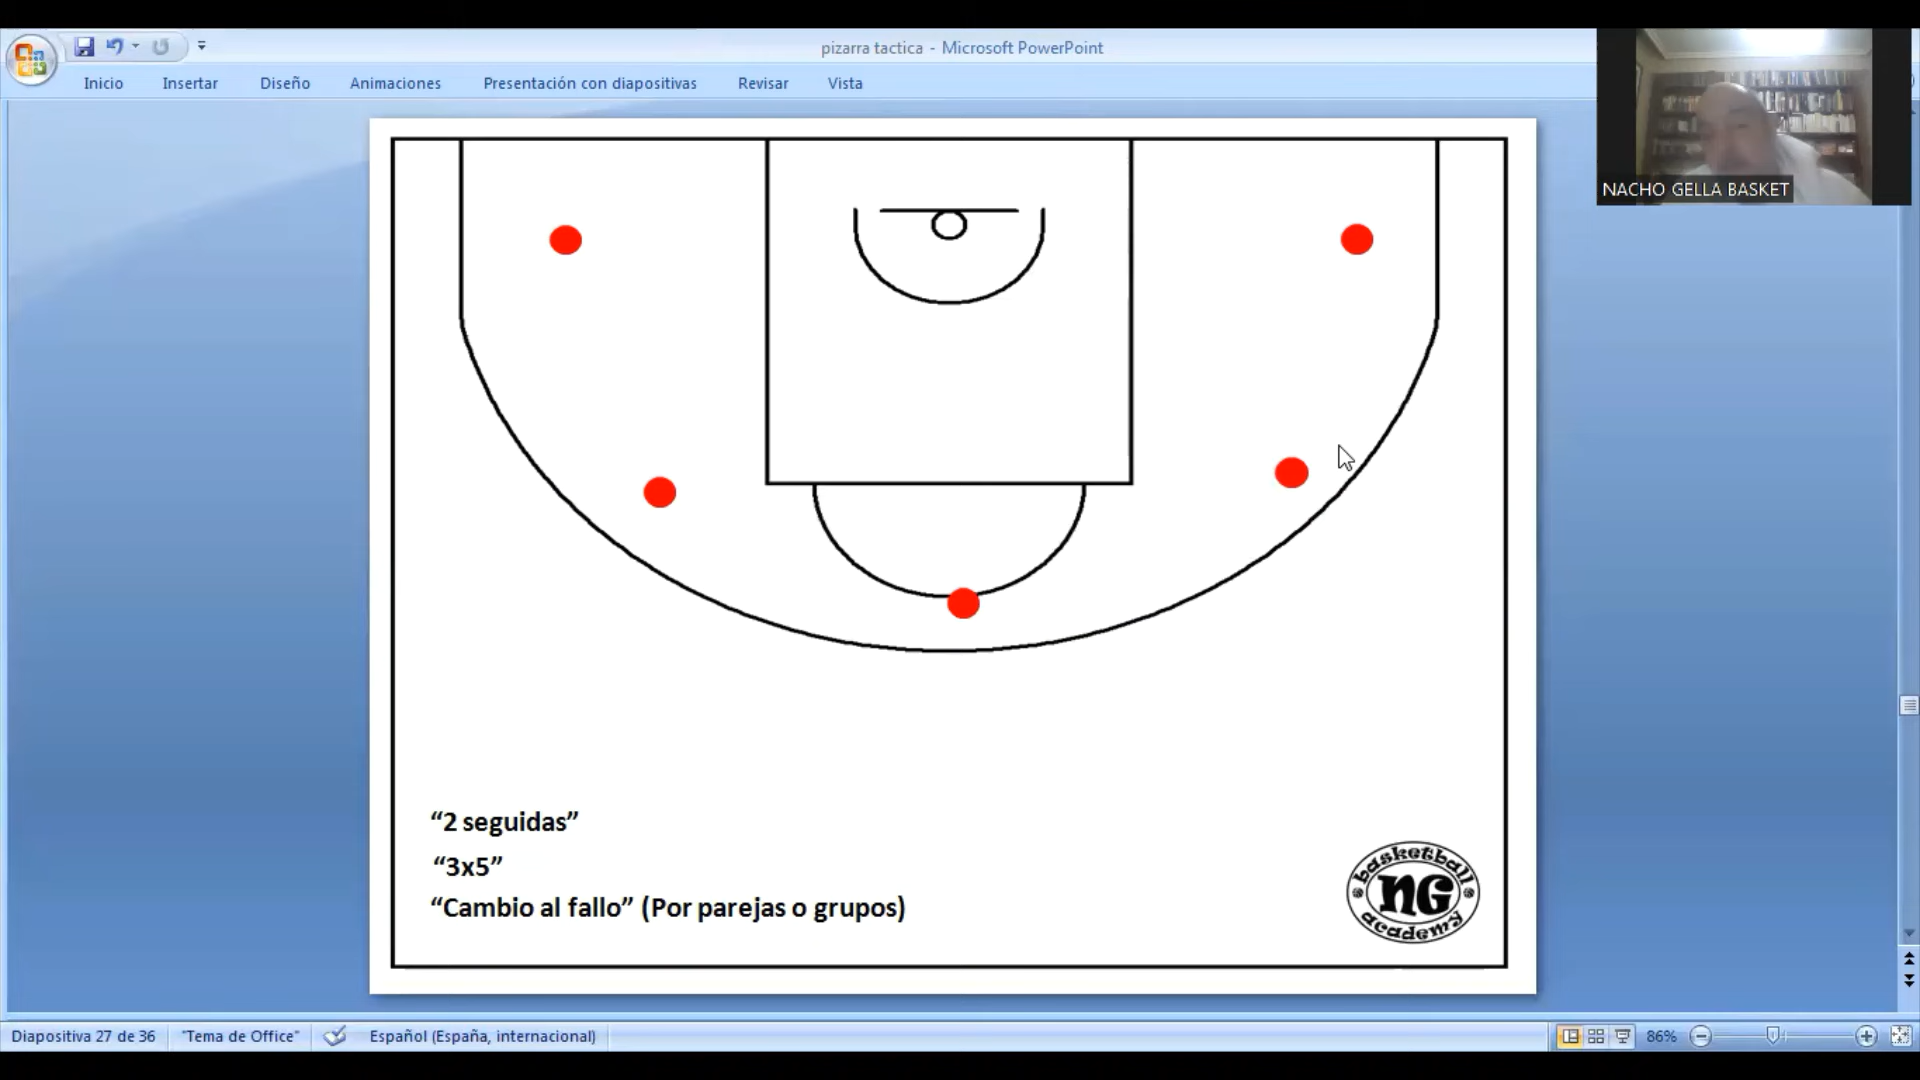 pizarra tactica - Microsoft PowerPoint
Inicio Insertar Diseño Animaciones Presentación con diapositivas Revisar Vista
NACHO GELLA BASKET
“2 seguidas”
“3x5”
“Cambio al fallo” (Por parejas o grupos)
basketball
NG
academy
Diapositiva 27 de 36 "Tema de Office" Español (España, internacional) 86%